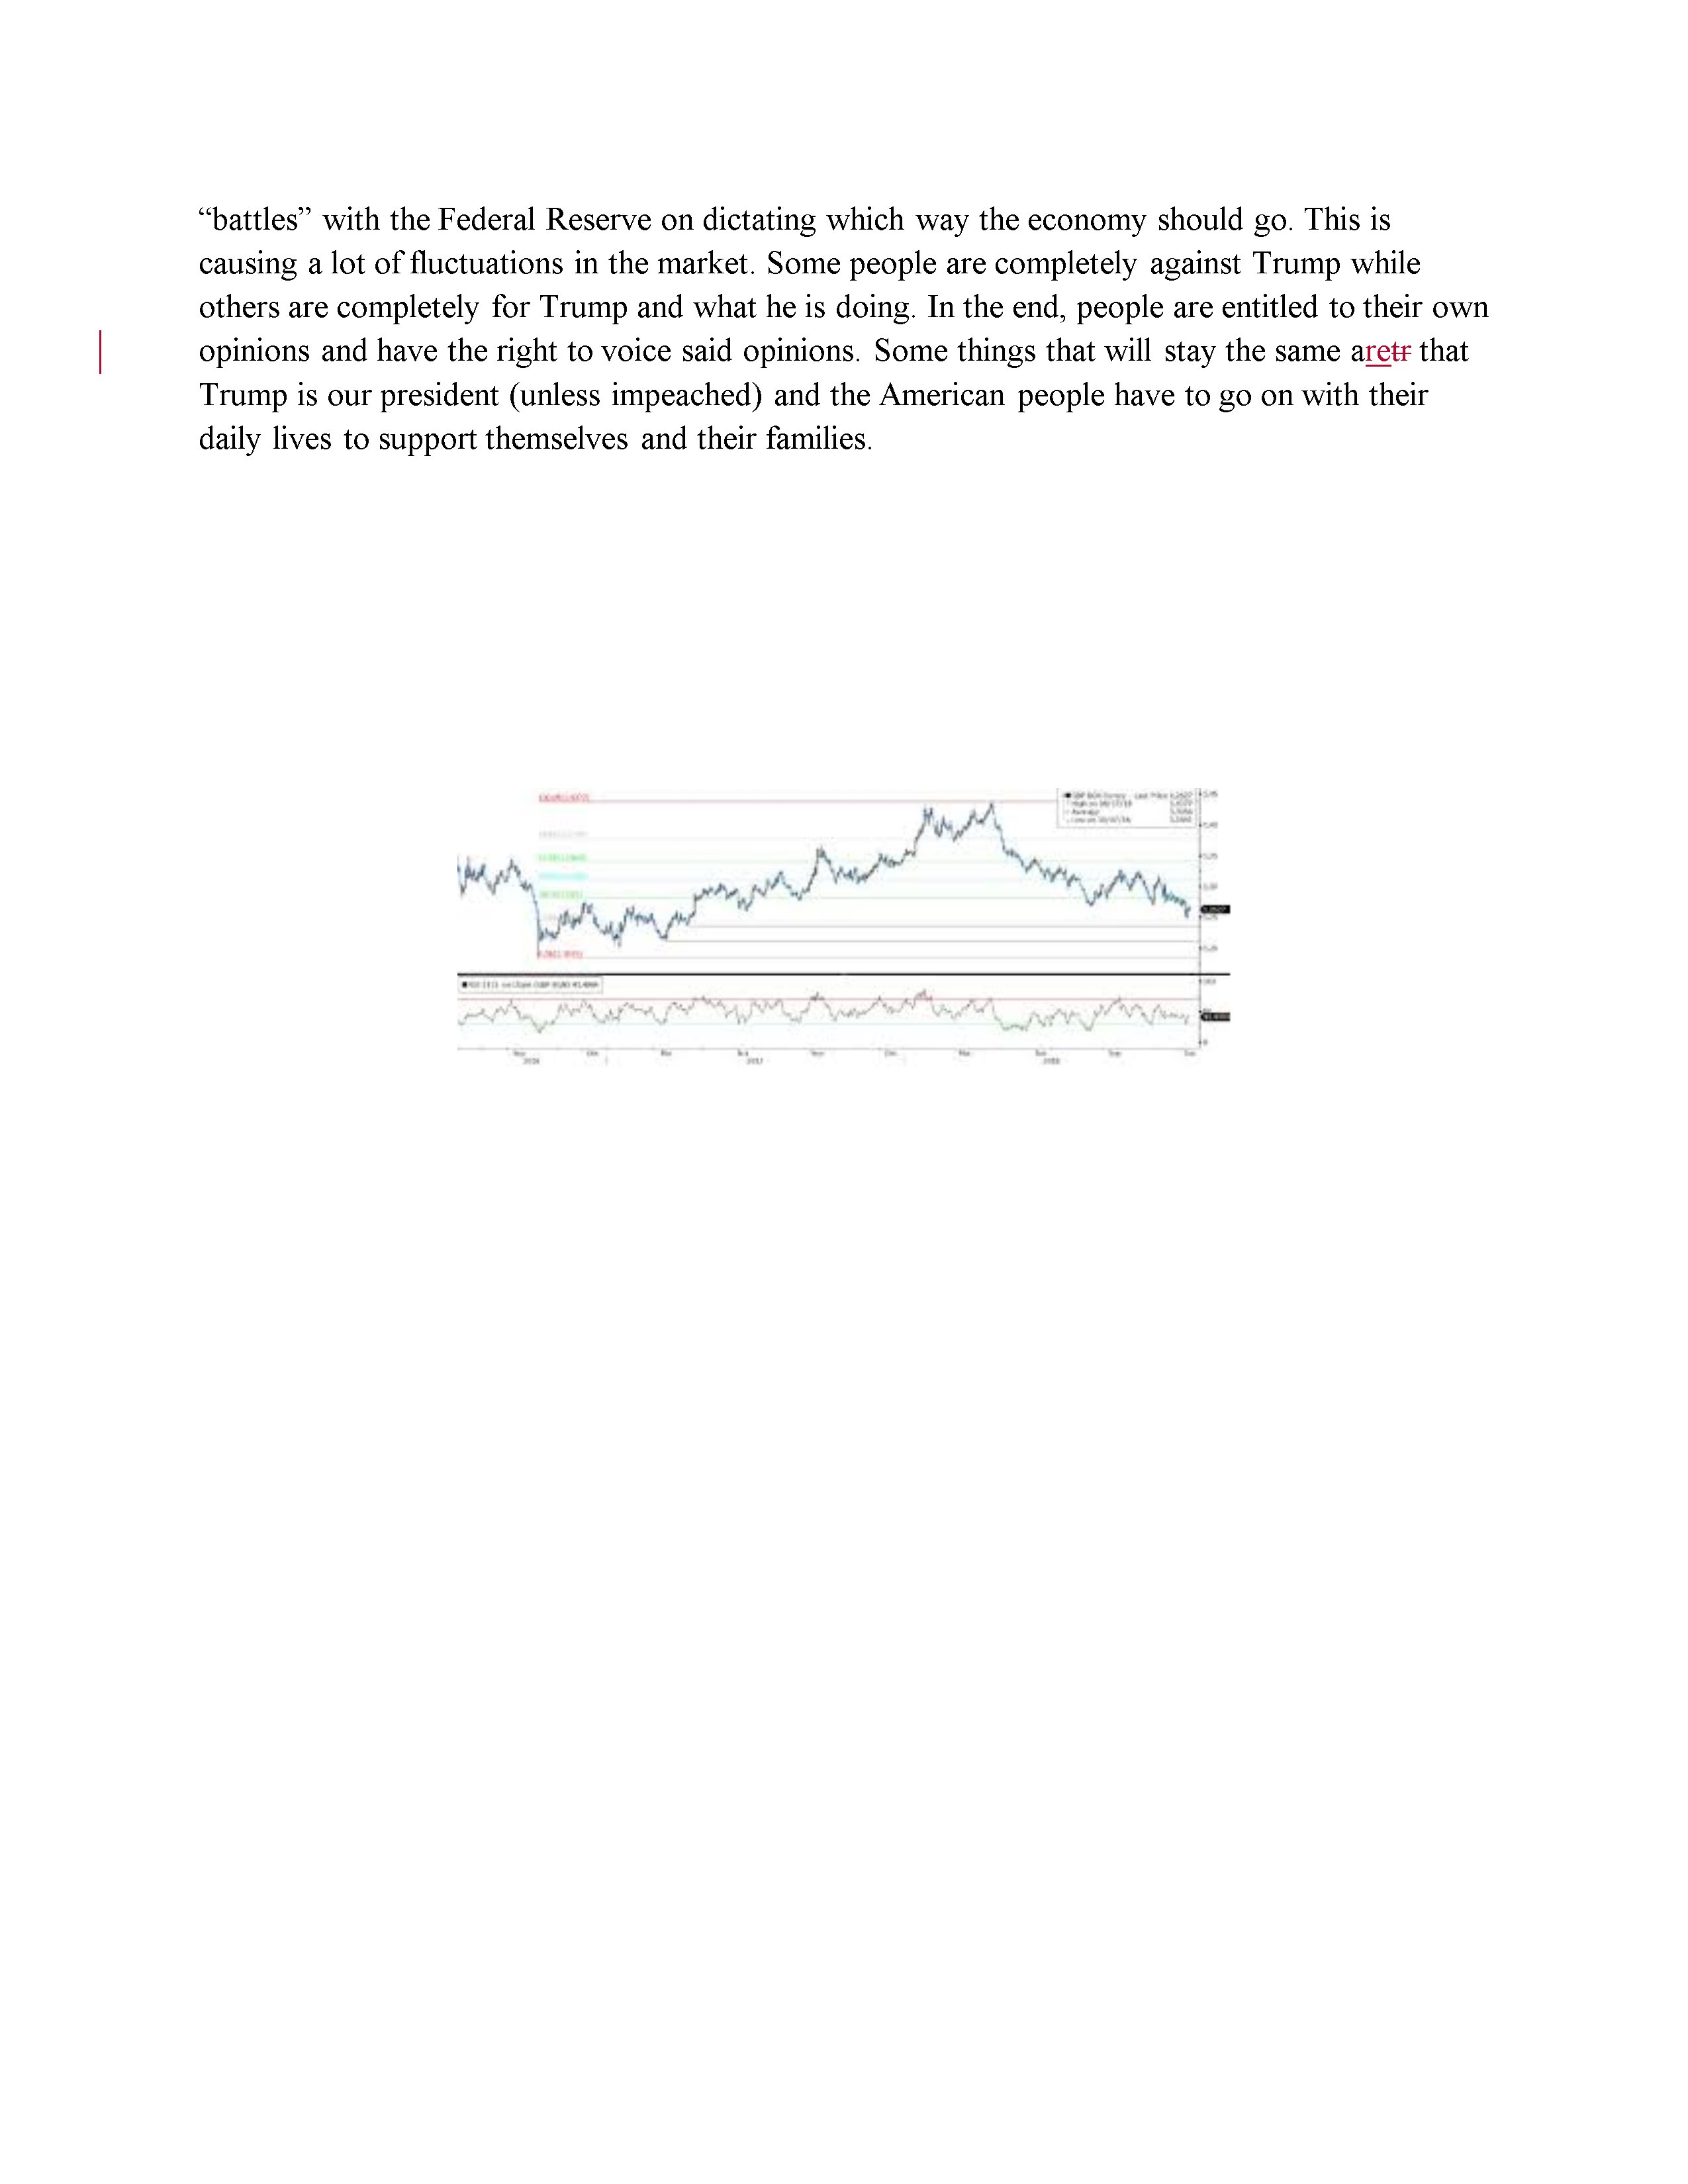 “battles” with the Federal Reserve on dictating which way the economy should go. This is
causing a lot of fluctuations in the market. Some people are completely against Trump while
others are completely for Trump and what he is doing. In the end, people are entitled to their own
opinions and have the right to voice said opinions. Some things that will stay the same aretr that
Trump is our president (unless impeached) and the American people have to go on with their
daily lives to support themselves and their families.
2016 2017 2018